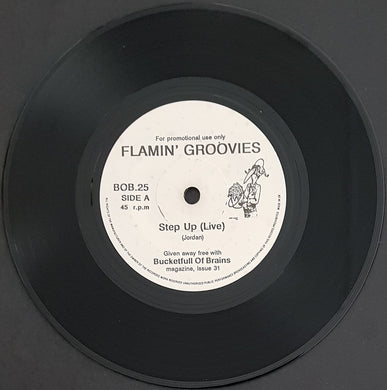 For promotional use only
FLAMIN' GROOVIES
BOB.25
SIDE A
45 r.p.m
Step Up (Live)
(Jordan)
Given away free with
Bucketfull Of Brains
magazine, Issue 31